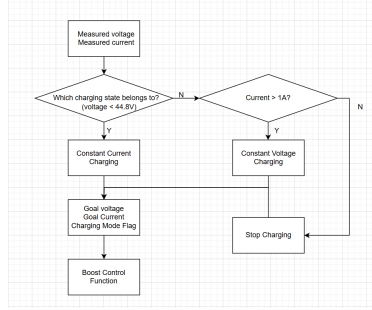 Measured voltage
Measured current
Which charging state belongs to?
(voltage < 44.8V)
N
Current > 1A?
N
Y
Y
Constant Current
Charging
Constant Voltage
Charging
Goal voltage
Goal Current
Charging Mode Flag
Stop Charging
Boost Control
Function